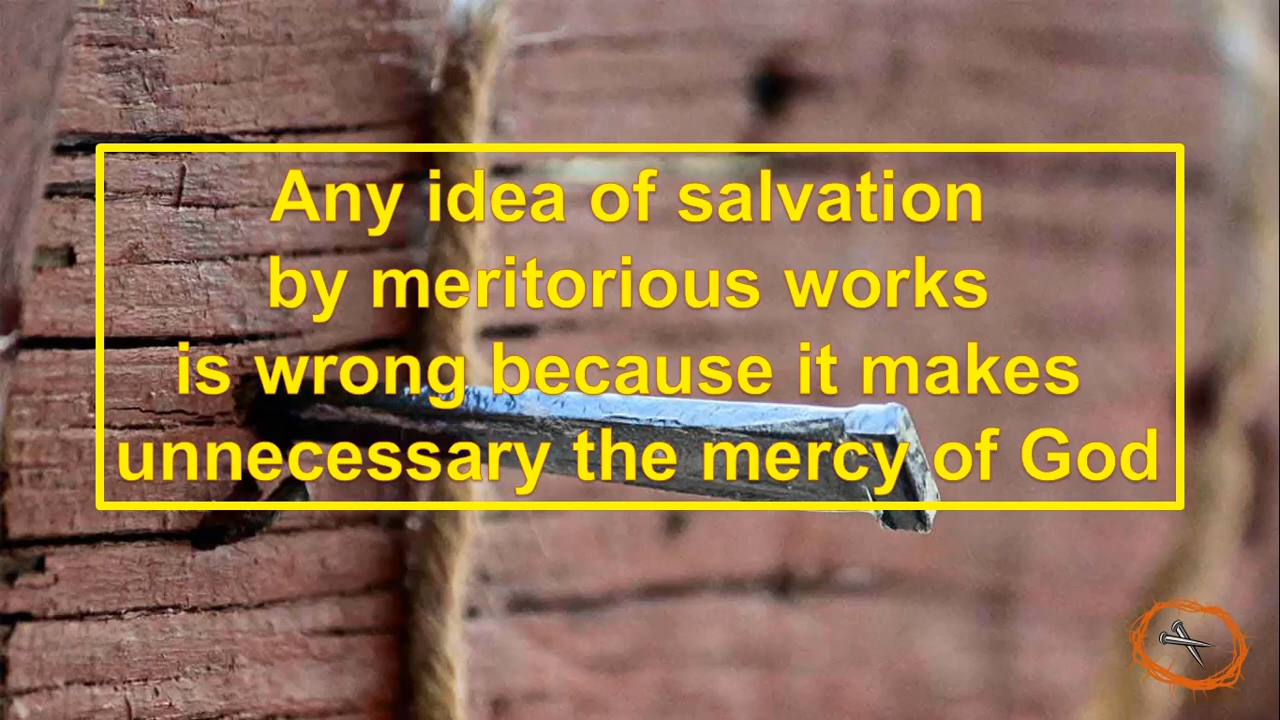 Any idea of salvation
by meritorious works
is wrong because it makes
unnecessary the mercy of God